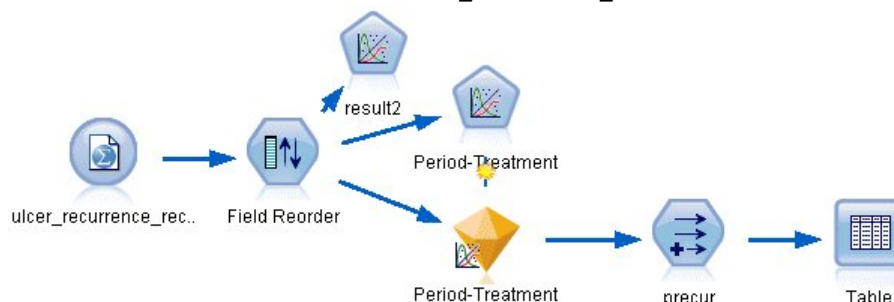 result2
Period-Treatment
ulcer_recurrence_rec..
Field Reorder
Period-Treatment
precur
Table